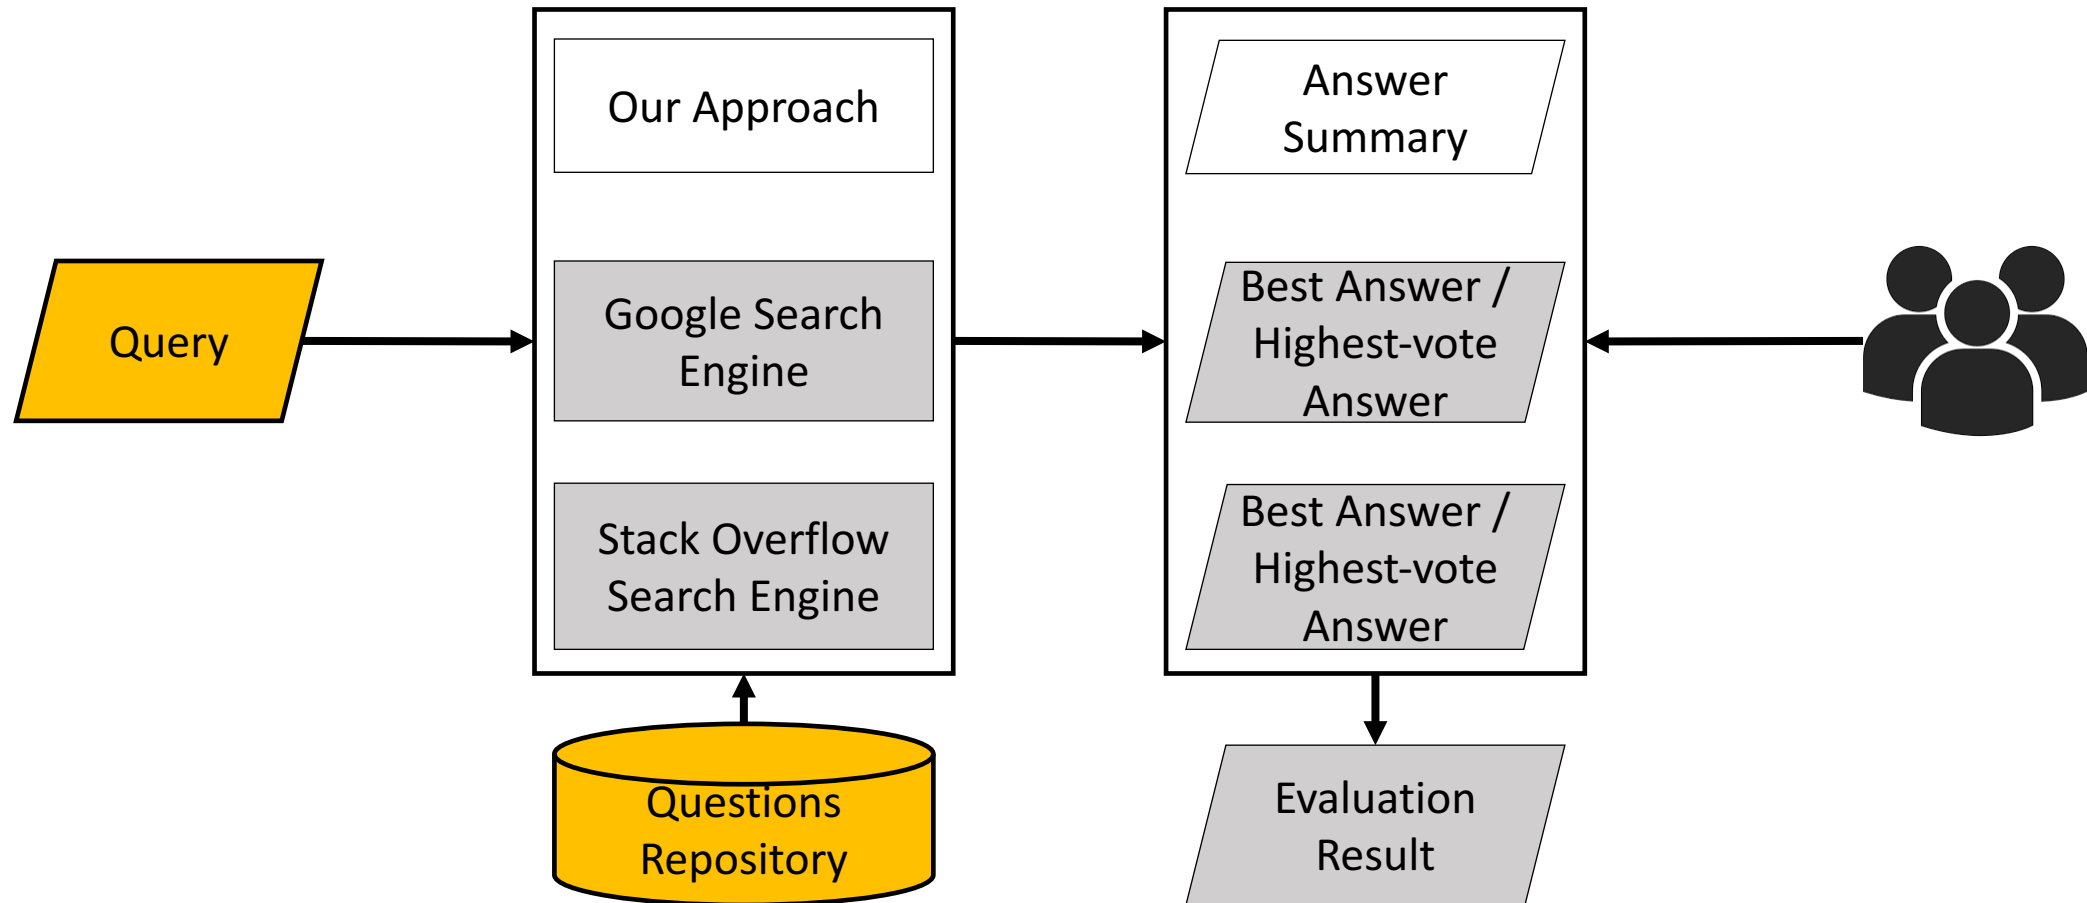 Query
Our Approach
Google Search
Engine
Stack Overflow
Search Engine
Questions
Repository
Answer
Summary
Best Answer /
Highest-vote
Answer
Best Answer /
Highest-vote
Answer
Evaluation
Result